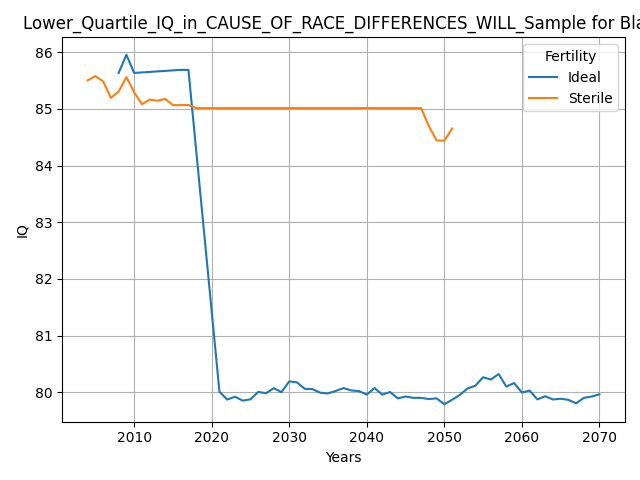 Lower_Quartile_IQ_in_CAUSE_OF_RACE_DIFFERENCES_WILL_Sample for Bla
Fertility
Ideal
Sterile
86
85
84
83
82
81
80
IQ
2010 2020 2030 2040 2050 2060 2070
Years